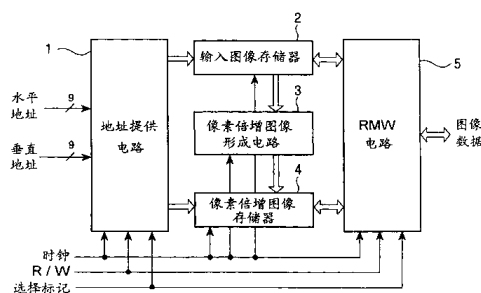 1
2
输入图像存储器
5
水平
地址
9
地址提供
电路
3
像素倍增图像
形成电路
RMW
电路
图像
数据
垂直
地址
9
4
像素倍增图像
存储器
时钟
R / W
选择标记